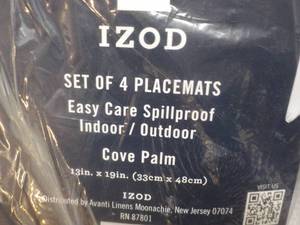 IZOD
SET OF 4 PLACEMATS
Easy Care Spillproof
Indoor / Outdoor
Cove Palm
13in. x 19in. (33cm x 48cm)
IZOD
VISIT US
Distributed by Avanti Linens Moonachie, New Jersey 07074
RN 87801